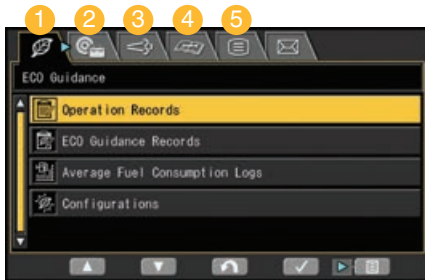 1 2 3 4 5
ECO Guidance
Operation Records
ECO Guidance Records
Average Fuel Consumption Logs
Configurations